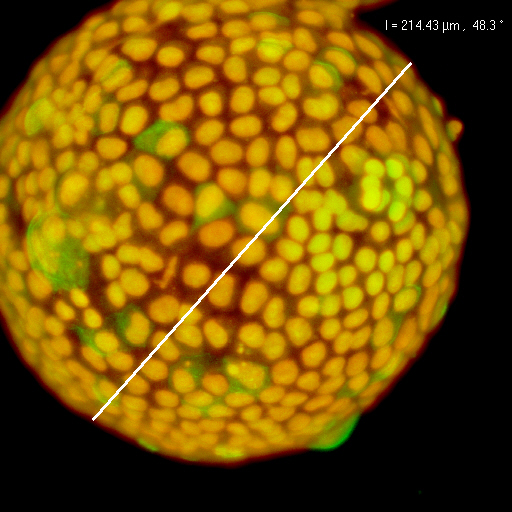 l = 214.43 µm, 48.3 °